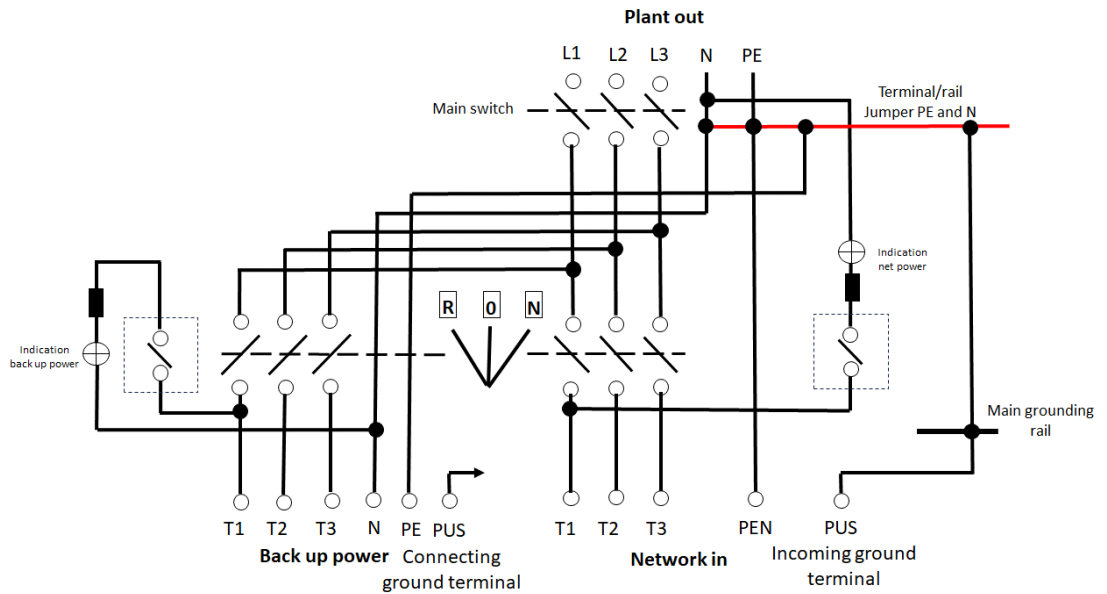 Plant out
L1 L2 L3 N PE
Main switch
Terminal/rail
Jumper PE and N
Indication
net power
R 0 N
Indication
back up power
Main grounding
rail
T1 T2 T3 N PE PUS
T1 T2 T3 PEN PUS
Back up power
Connecting
ground terminal
Network in
Incoming ground
terminal